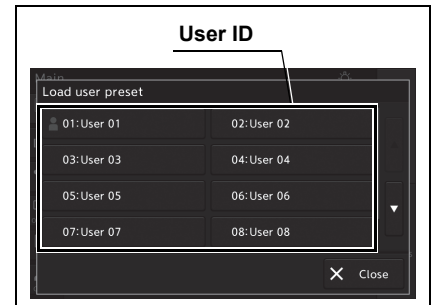 User ID
Main
Load user preset
01:User 01
02:User 02
03:User 03
04:User 04
05:User 05
06:User 06
07:User 07
08:User 08
Close